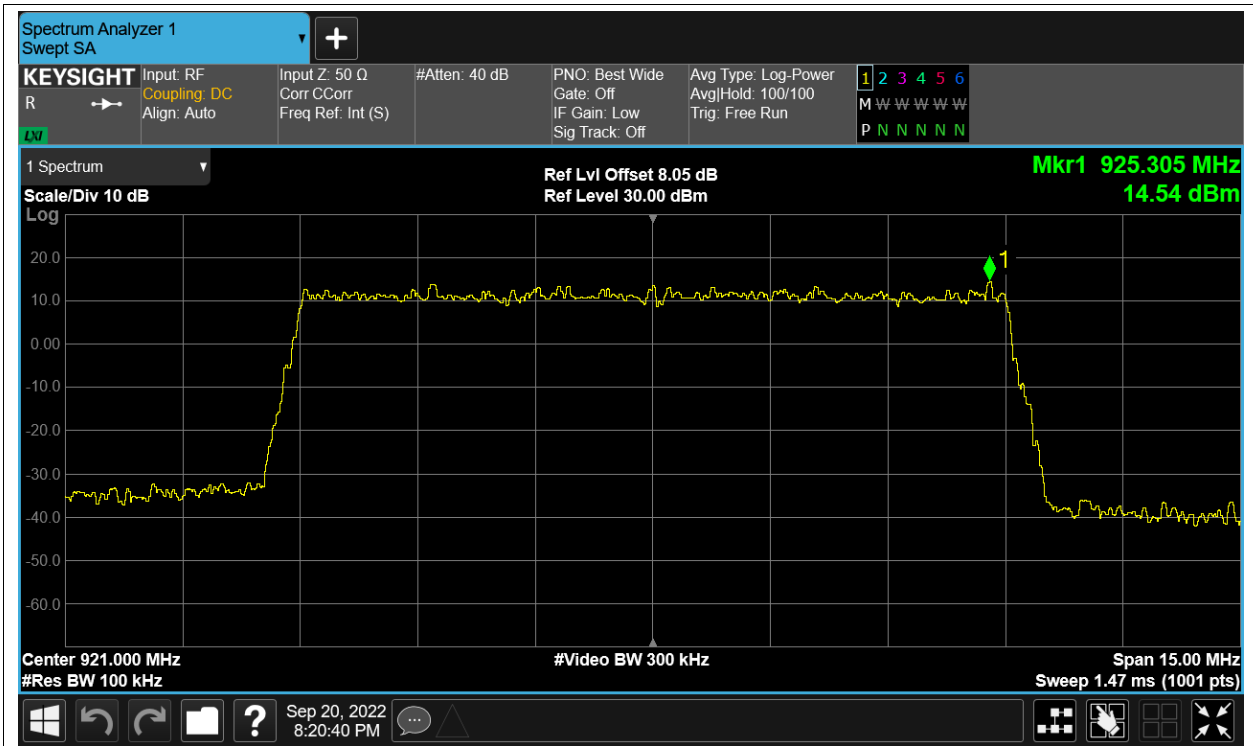 Spectrum Analyzer 1
Swept SA
KEYSIGHT
R
LXI
Input: RF
Coupling: DC
Align: Auto
Input Z: 50 Ω
Corr CCorr
Freq Ref: Int (S)
#Atten: 40 dB
PNO: Best Wide
Gate: Off
IF Gain: Low
Sig Track: Off
Avg Type: Log-Power
Avg|Hold: 100/100
Trig: Free Run
1 2 3 4 5 6
M W W W W W
P N N N N N
1 Spectrum
Scale/Div 10 dB
Log
Ref Lvl Offset 8.05 dB
Ref Level 30.00 dBm
Mkr1 925.305 MHz
14.54 dBm
1
20.0
10.0
0.00
-10.0
-20.0
-30.0
-40.0
-50.0
-60.0
Center 921.000 MHz
#Video BW 300 kHz
Span 15.00 MHz
#Res BW 100 kHz
Sweep 1.47 ms (1001 pts)
?
Sep 20, 2022
8:20:40 PM